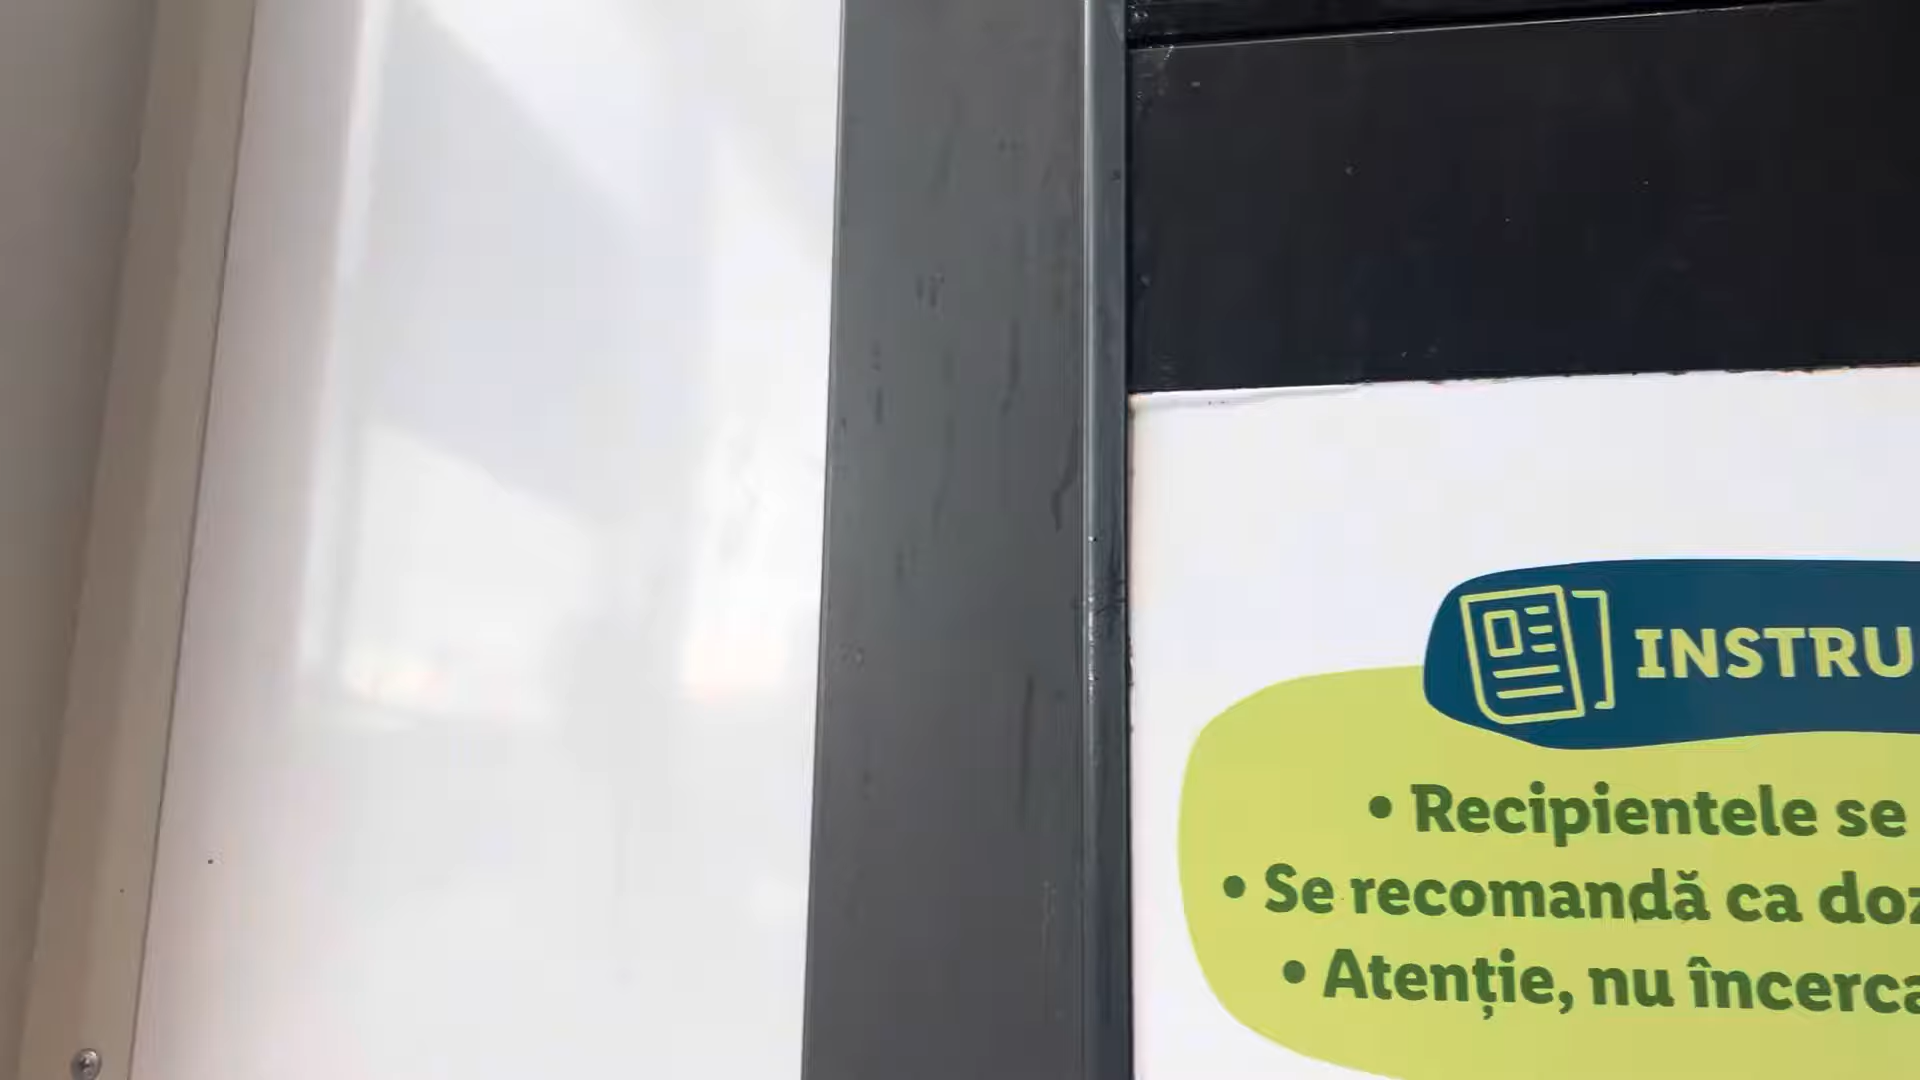 INSTRU
• Recipientele se
• Se recomandă ca doz
• Atenție, nu încerca